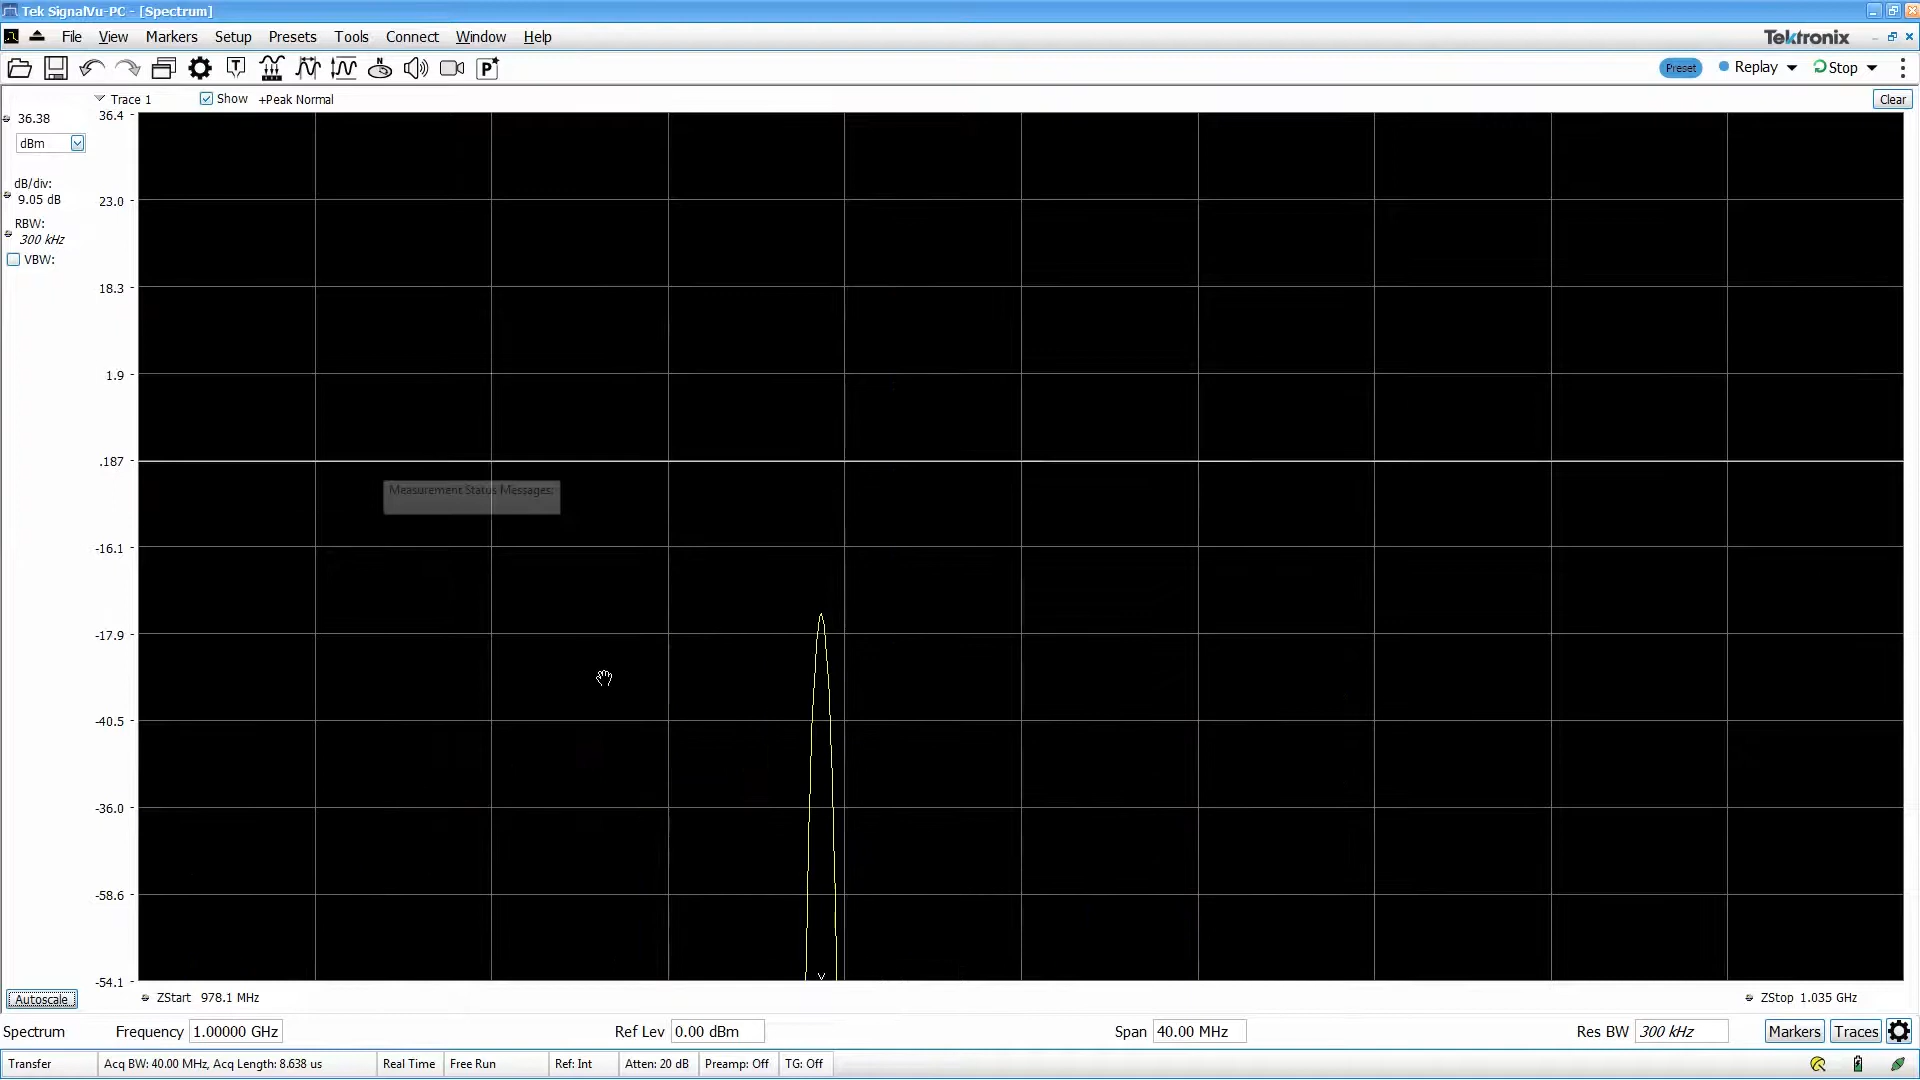 Tek SignalVu-PC - [Spectrum]
File View Markers Setup Presets Tools Connect Window Help
Tektronix
T
N
P
Preset Replay Stop
Trace 1 Show +Peak Normal Clear
36.38
dBm
dB/div:
9.05 dB
RBW:
300 kHz
VBW:
36.4
23.0
18.3
1.9
.187
-16.1
-17.9
-40.5
-36.0
-58.6
-54.1
Measurement Status Messages:
Autoscale
ZStart 978.1 MHz
ZStop 1.035 GHz
Spectrum Frequency 1.00000 GHz Ref Lev 0.00 dBm Span 40.00 MHz Res BW 300 kHz Markers Traces
Transfer Acq BW: 40.00 MHz, Acq Length: 8.638 us Real Time Free Run Ref: Int Atten: 20 dB Preamp: Off TG: Off